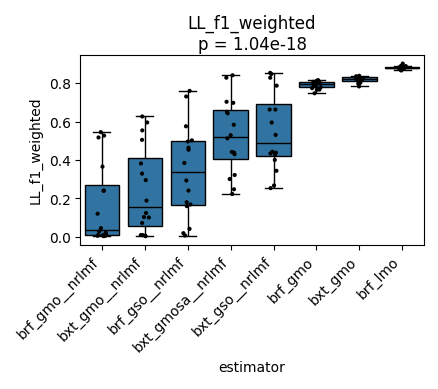 LL_f1_weighted
p = 1.04e-18
LL_f1_weighted
0.8
0.6
0.4
0.2
0.0
brf_gmo__nrlmf
bxt_gmo__nrlmf
brf_gso__nrlmf
bxt_gmosa__nrlmf
bxt_gso__nrlmf
brf_gmo
bxt_gmo
brf_lmo
estimator